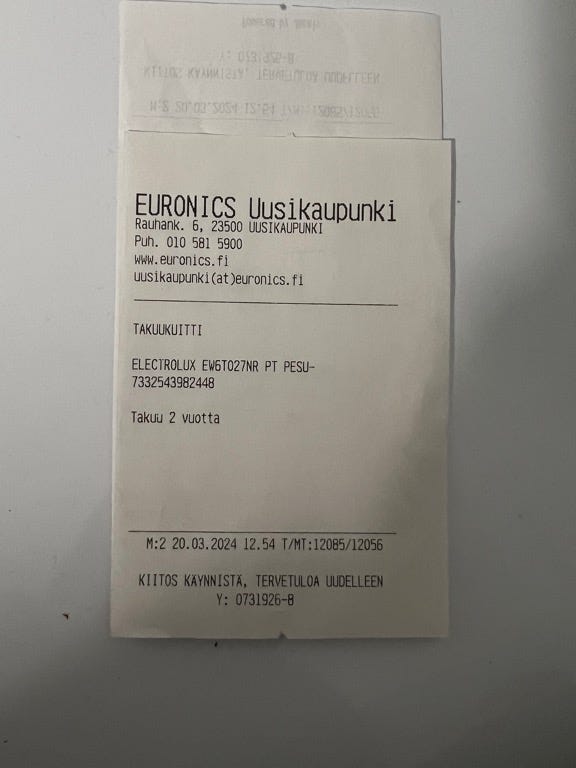 EURONICS Uusikaupunki
Rauhank. 6, 23500 UUSIKAUPUNKI
Puh. 010 581 5900
www.euronics.fi
uusikaupunki(at)euronics.fi
TAKUUKUITTI
ELECTROLUX EW6T027NR PT PESU-
7332543982448
Takuu 2 vuotta
M:2 20.03.2024 12.54 T/MT:12085/12056
KIITOS KÄYNNISTÄ, TERVETULOA UUDELLEEN
Y: 0731926-8